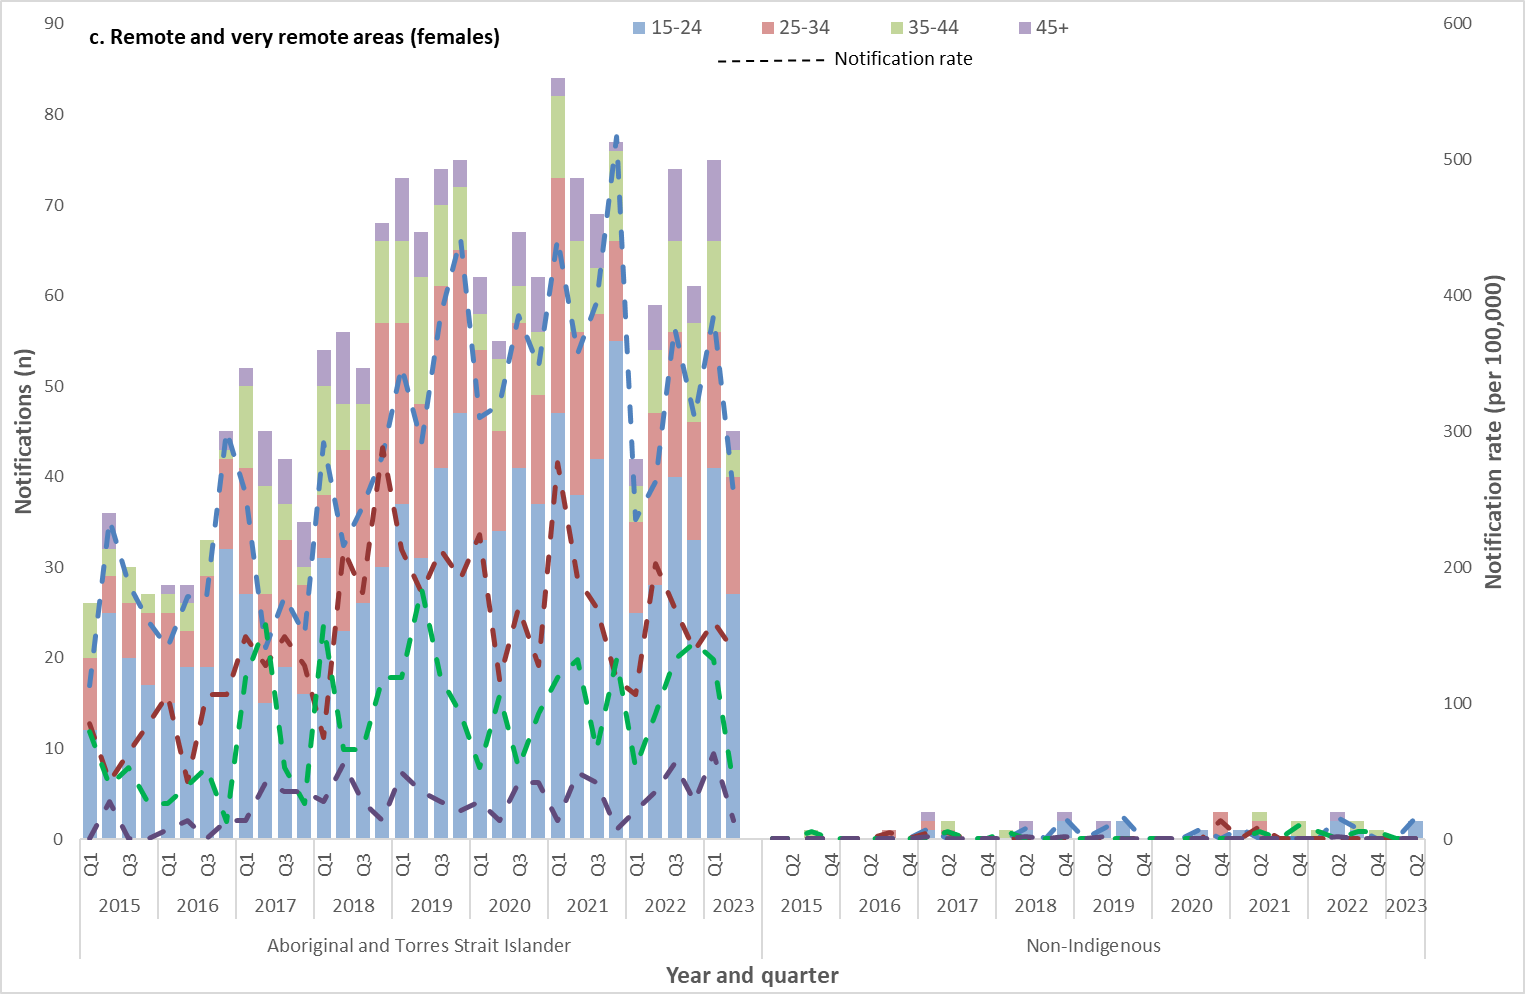 c. Remote and very remote areas (females)
15-24 25-34 35-44 45+
Notification rate
Notifications (n)
90
80
70
60
50
40
30
20
10
0
Notification rate (per 100,000)
600
500
400
300
200
100
0
Q1 Q3 Q1 Q3 Q1 Q3 Q1 Q3 Q1 Q3 Q1 Q3 Q1 Q3 Q1 Q3 Q1 Q2 Q4 Q2 Q4 Q2 Q4 Q2 Q4 Q2 Q4 Q2 Q4 Q2 Q4 Q2 Q4 Q2
2015 2016 2017 2018 2019 2020 2021 2022 2023 2015 2016 2017 2018 2019 2020 2021 2022 2023
Aboriginal and Torres Strait Islander Non-Indigenous
Year and quarter